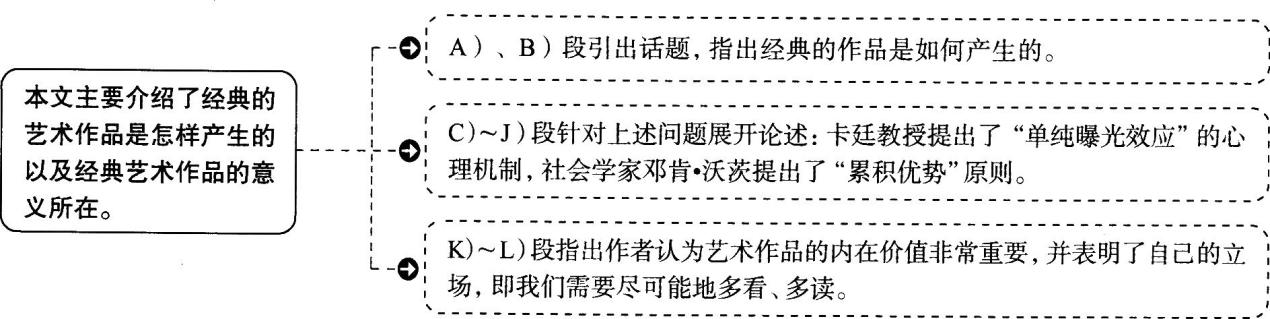 本文主要介绍了经典的
艺术作品是怎样产生的
以及经典艺术作品的意
义所在。
A）、B）段引出话题，指出经典的作品是如何产生的。
C)~J)段针对上述问题展开论述：卡廷教授提出了“单纯曝光效应”的心
理机制，社会学家邓肯•沃茨提出了“累积优势”原则。
K)~L)段指出作者认为艺术作品的内在价值非常重要，并表明了自己的立
场，即我们需要尽可能地多看、多读。